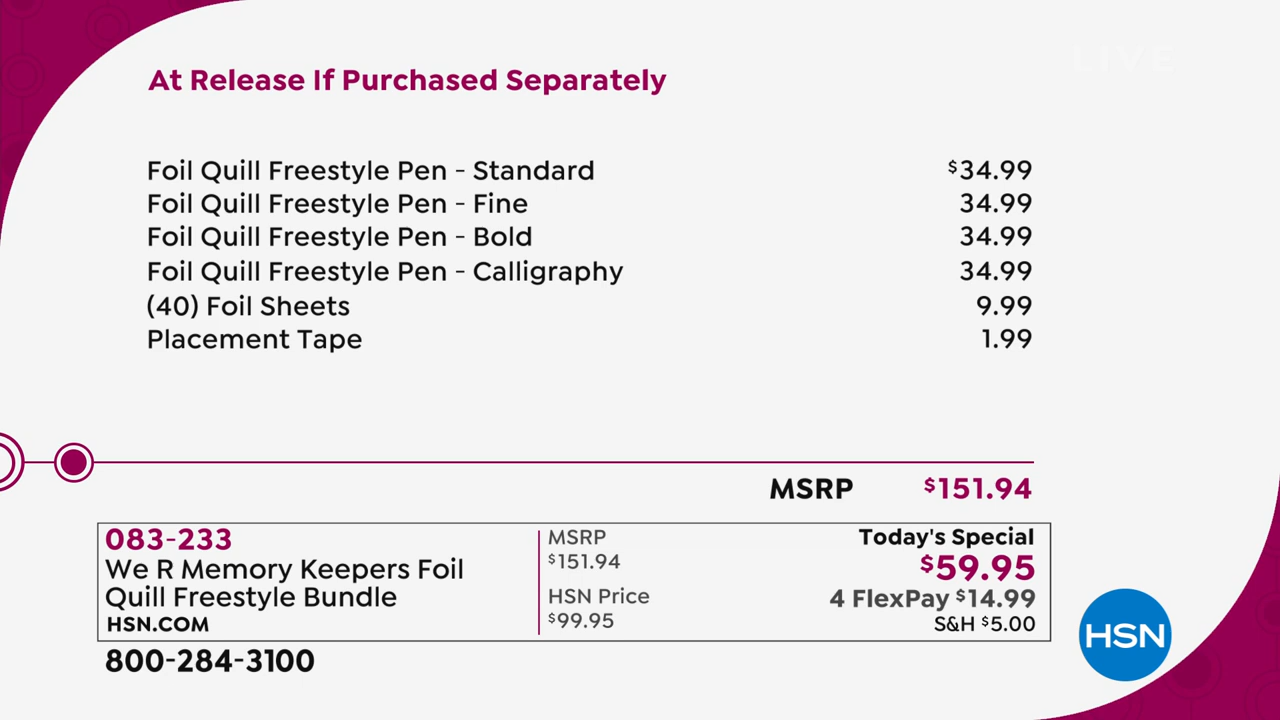 LIVE
At Release If Purchased Separately
Foil Quill Freestyle Pen - Standard $34.99
Foil Quill Freestyle Pen - Fine 34.99
Foil Quill Freestyle Pen - Bold 34.99
Foil Quill Freestyle Pen - Calligraphy 34.99
(40) Foil Sheets 9.99
Placement Tape 1.99
MSRP $151.94
083-233
We R Memory Keepers Foil
Quill Freestyle Bundle
HSN.COM
MSRP
$151.94
HSN Price
$99.95
Today's Special
$59.95
4 FlexPay $14.99
S&H $5.00
800-284-3100
HSN